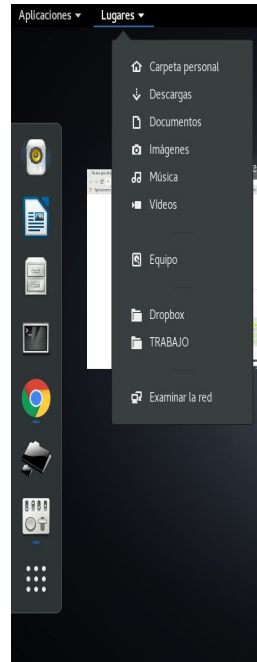 Aplicaciones Lugares
Carpeta personal
Descargas
Documentos
Imágenes
Música
Vídeos
Equipo
Dropbox
TRABAJO
Examinar la red